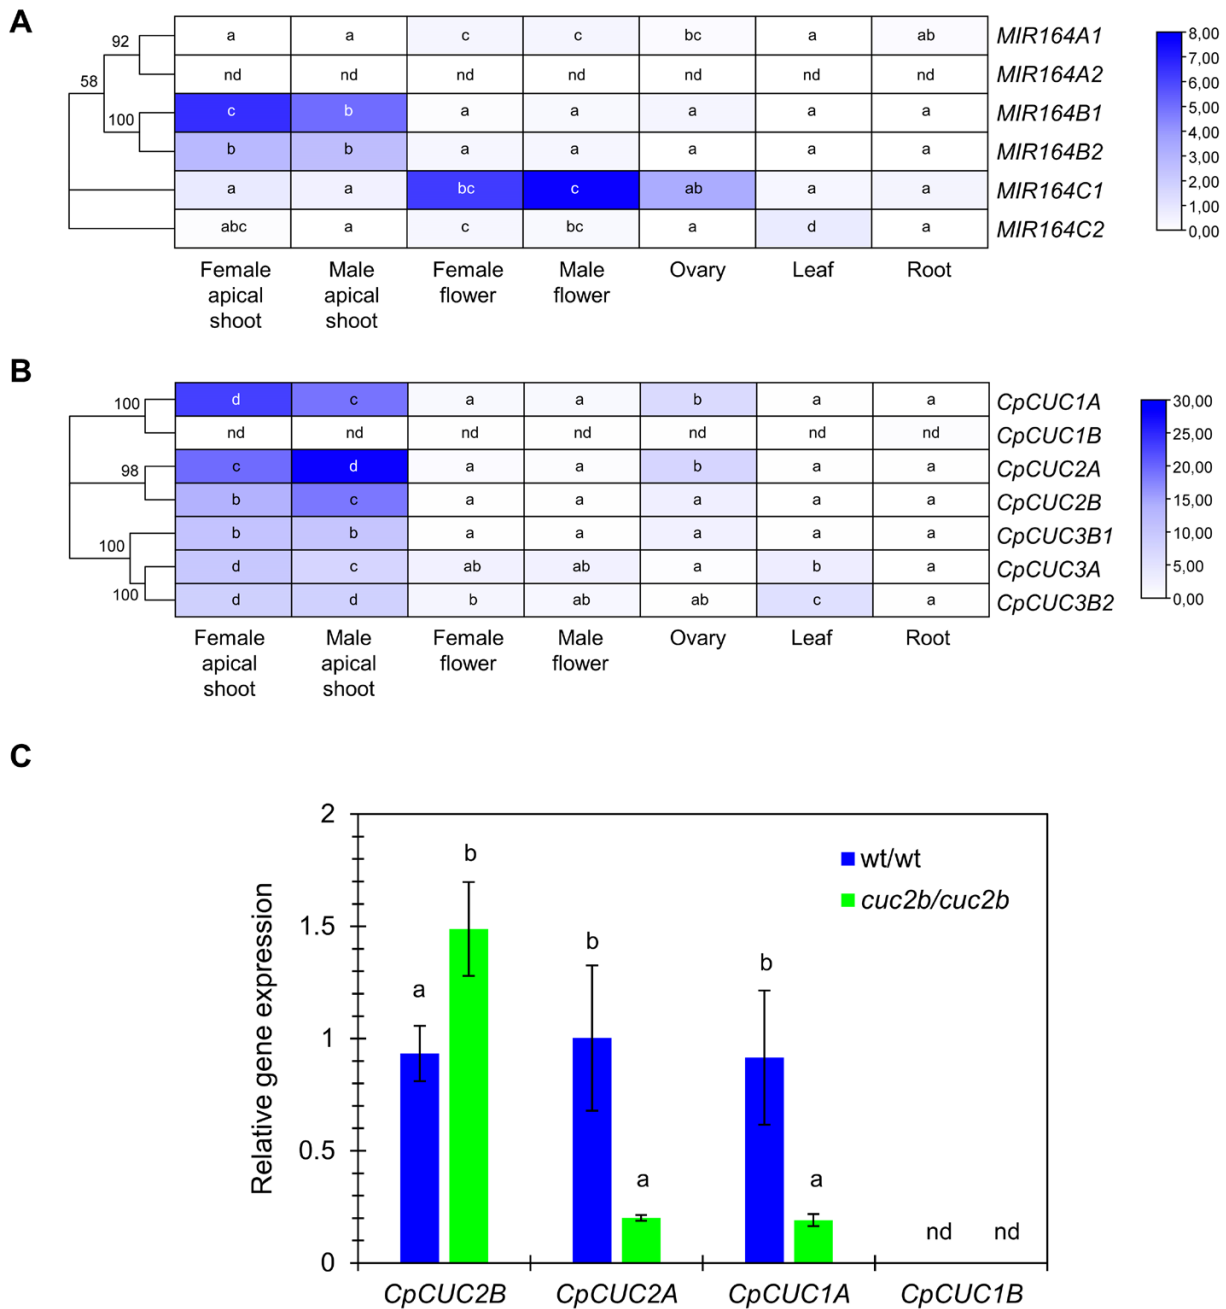 A
92
58
100
a a c c bc a ab MIR164A1
nd nd nd nd nd nd nd MIR164A2
c b a a a a a MIR164B1
b b a a a a a MIR164B2
a a bc c ab a a MIR164C1
abc a c bc a d a MIR164C2
Female
apical
shoot
Male
apical
shoot
Female
flower
Male
flower
Ovary
Leaf
Root
8,00
7,00
6,00
5,00
4,00
3,00
2,00
1,00
0,00
B
100
98
100
100
d c a a b a a CpCUC1A
nd nd nd nd nd nd nd CpCUC1B
c d a a b a a CpCUC2A
b c a a a a a CpCUC2B
b b a a a a a CpCUC3B1
d c ab ab a b a CpCUC3A
d d b ab ab c a CpCUC3B2
Female
apical
shoot
Male
apical
shoot
Female
flower
Male
flower
Ovary
Leaf
Root
30,00
25,00
20,00
15,00
10,00
5,00
0,00
C
Relative gene expression
2
1.5
1
0.5
0
wt/wt
cuc2b/cuc2b
a b b a b a nd nd
CpCUC2B CpCUC2A CpCUC1A CpCUC1B